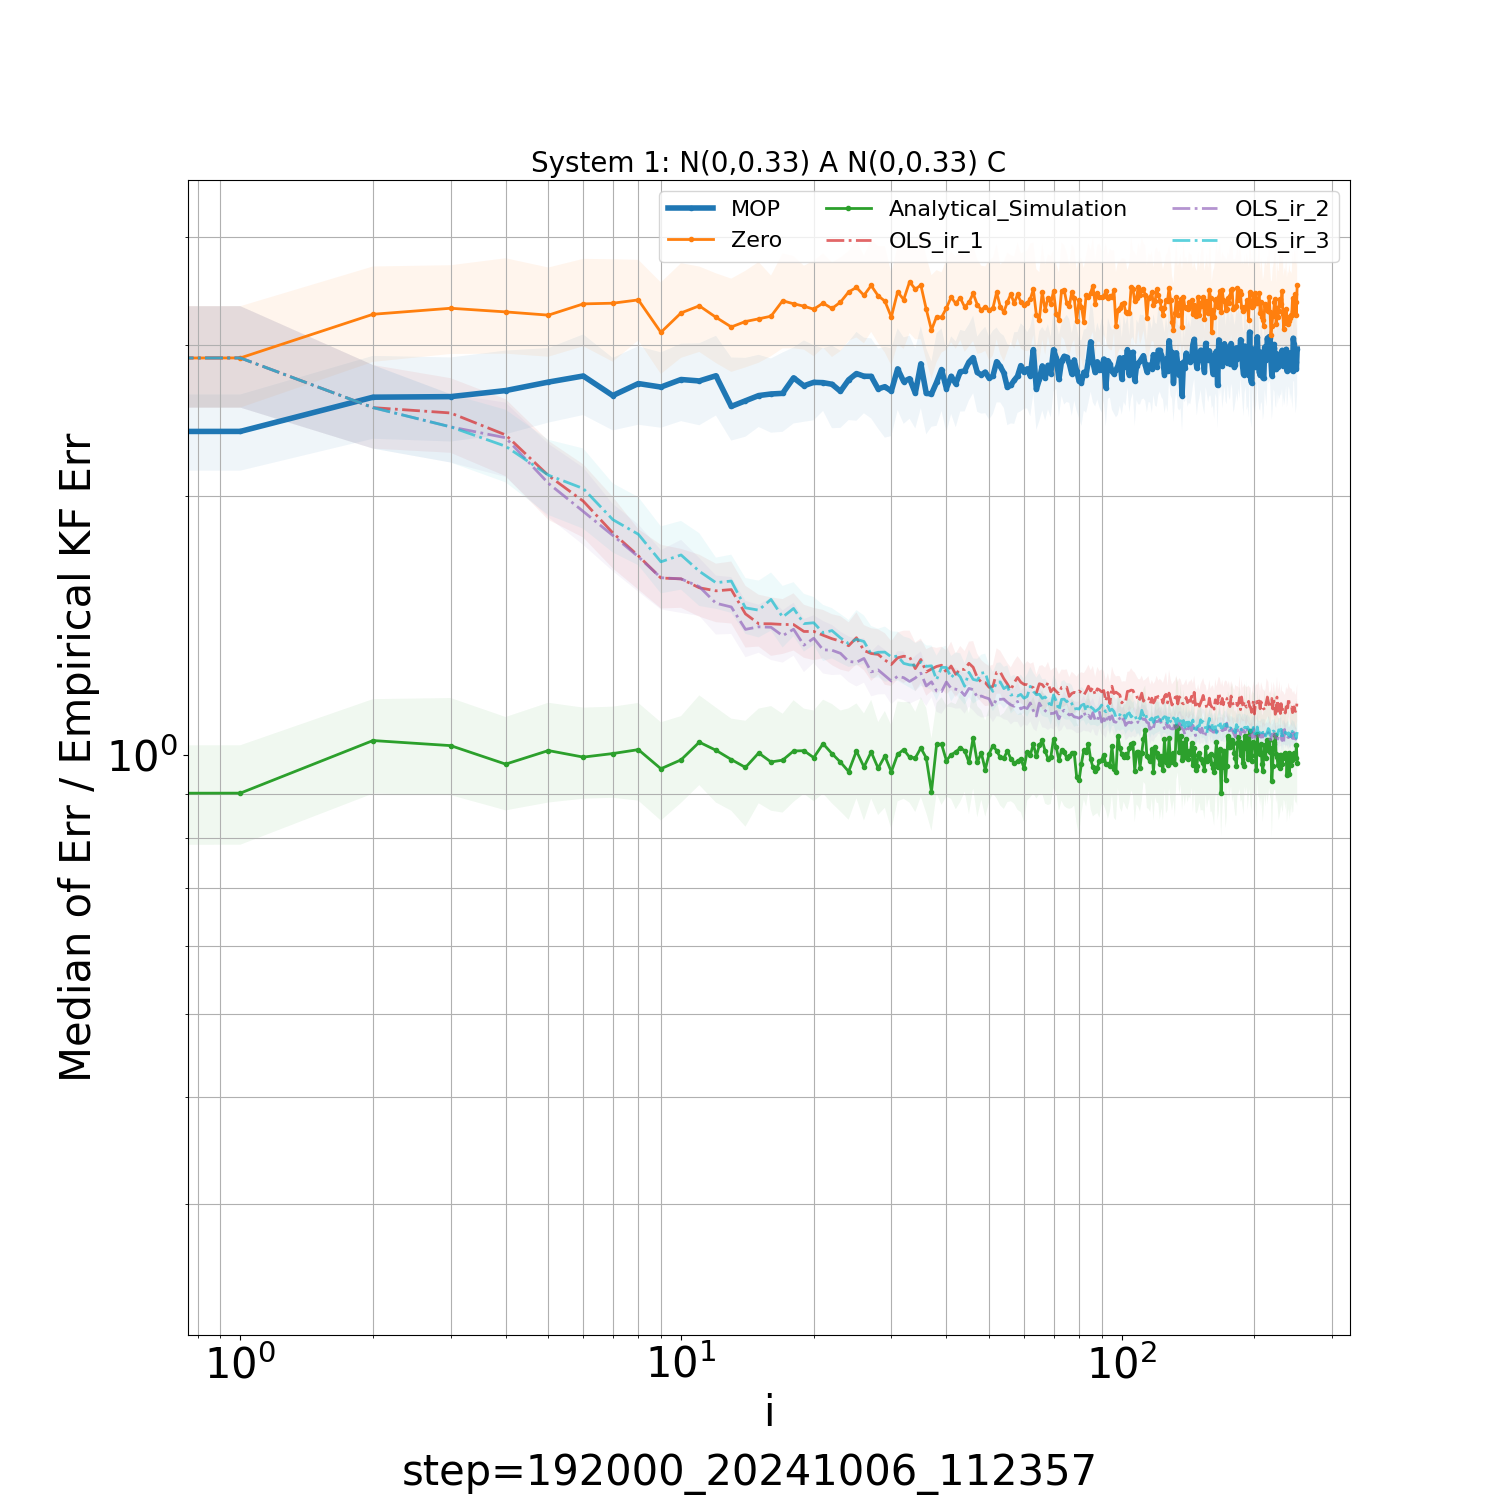 System 1: N(0,0.33) A N(0,0.33) C
MOP
Zero
Analytical_Simulation
OLS_ir_1
OLS_ir_2
OLS_ir_3
Median of Err / Empirical KF Err
10⁰
10⁰ 10¹ 10²
i
step=192000_20241006_112357